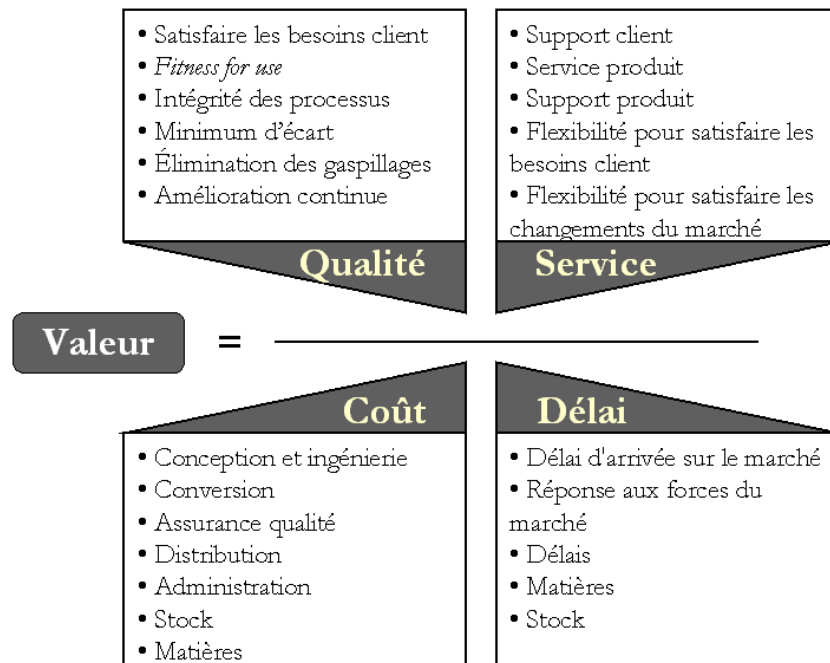 • Satisfaire les besoins client
• Fitness for use
• Intégrité des processus
• Minimum d'écart
• Élimination des gaspillages
• Amélioration continue
Qualité
• Support client
• Service produit
• Support produit
• Flexibilité pour satisfaire les
besoins client
• Flexibilité pour satisfaire les
changements du marché
Service
Valeur =
Coût
• Conception et ingénierie
• Conversion
• Assurance qualité
• Distribution
• Administration
• Stock
• Matières
Délai
• Délai d'arrivée sur le marché
• Réponse aux forces du
marché
• Délais
• Matières
• Stock